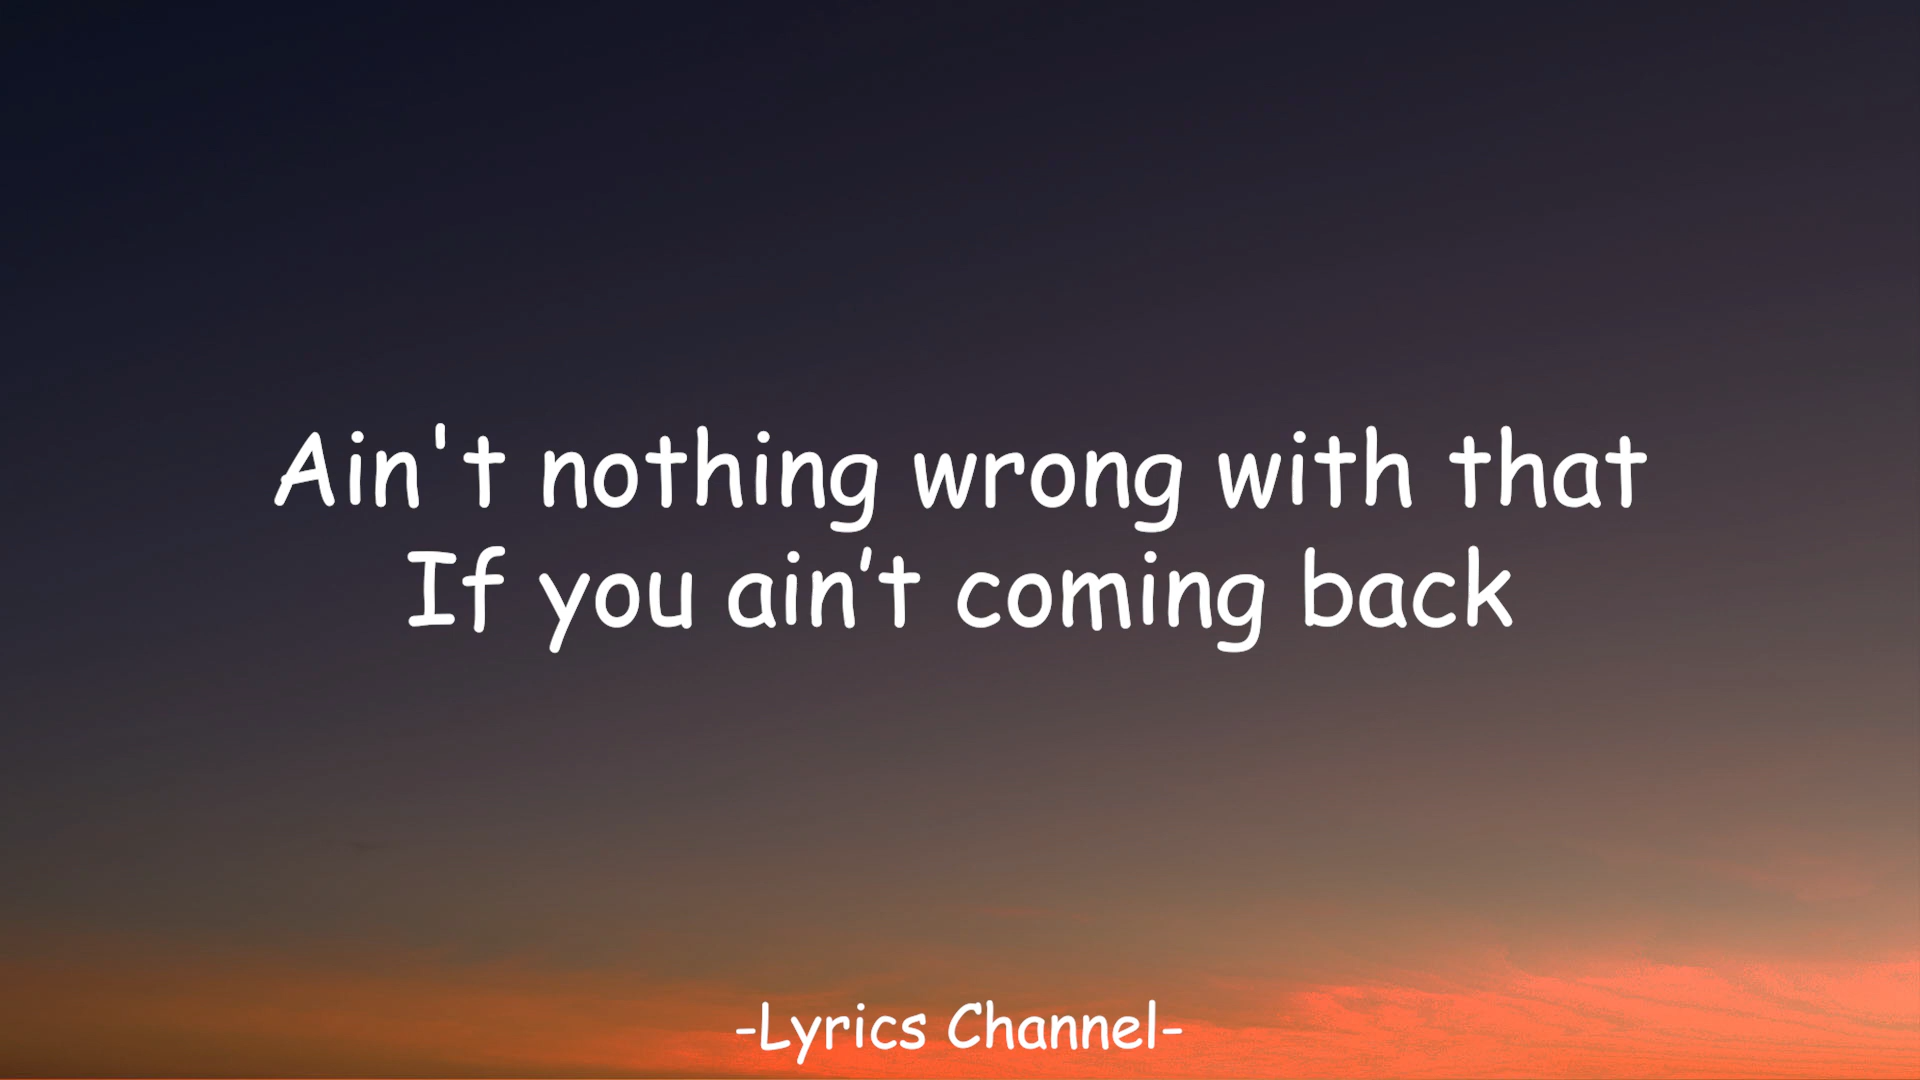 Ain't nothing wrong with that
If you ain’t coming back
-Lyrics Channel-